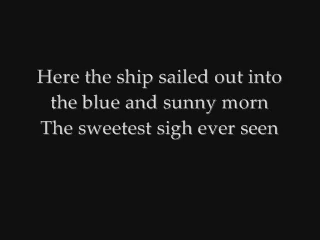 Here the ship sailed out into
the blue and sunny morn
The sweetest sigh ever seen